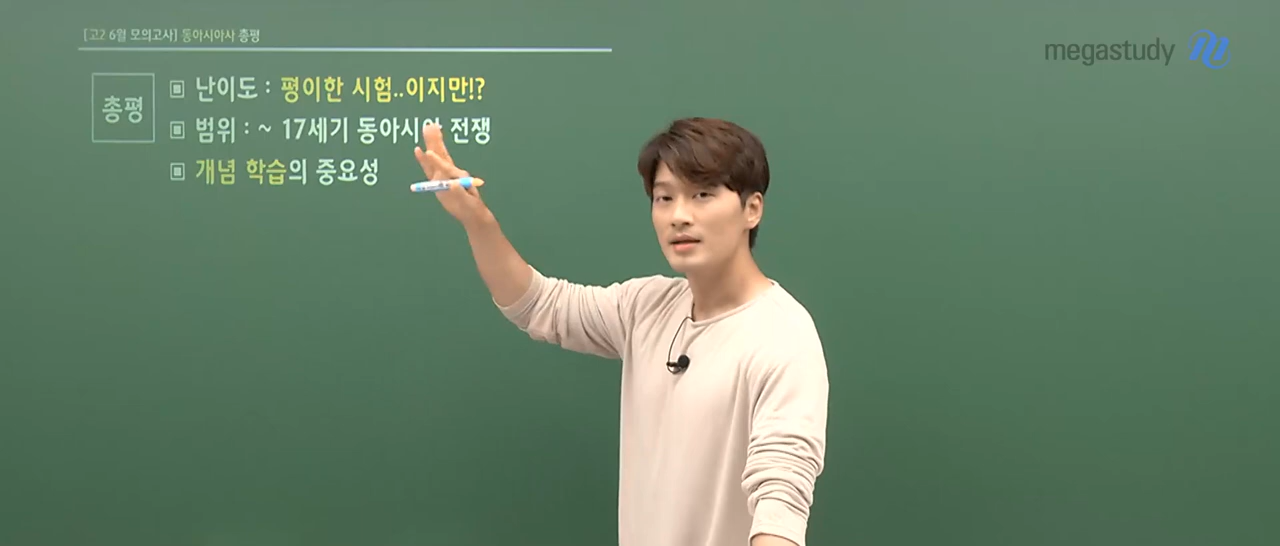 [고2 6월 모의고사] 동아시아사 총평
megastudy
총평
▣ 난이도 : 평이한 시험..이지만!?
▣ 범위 : ~ 17세기 동아시아 전쟁
▣ 개념 학습의 중요성